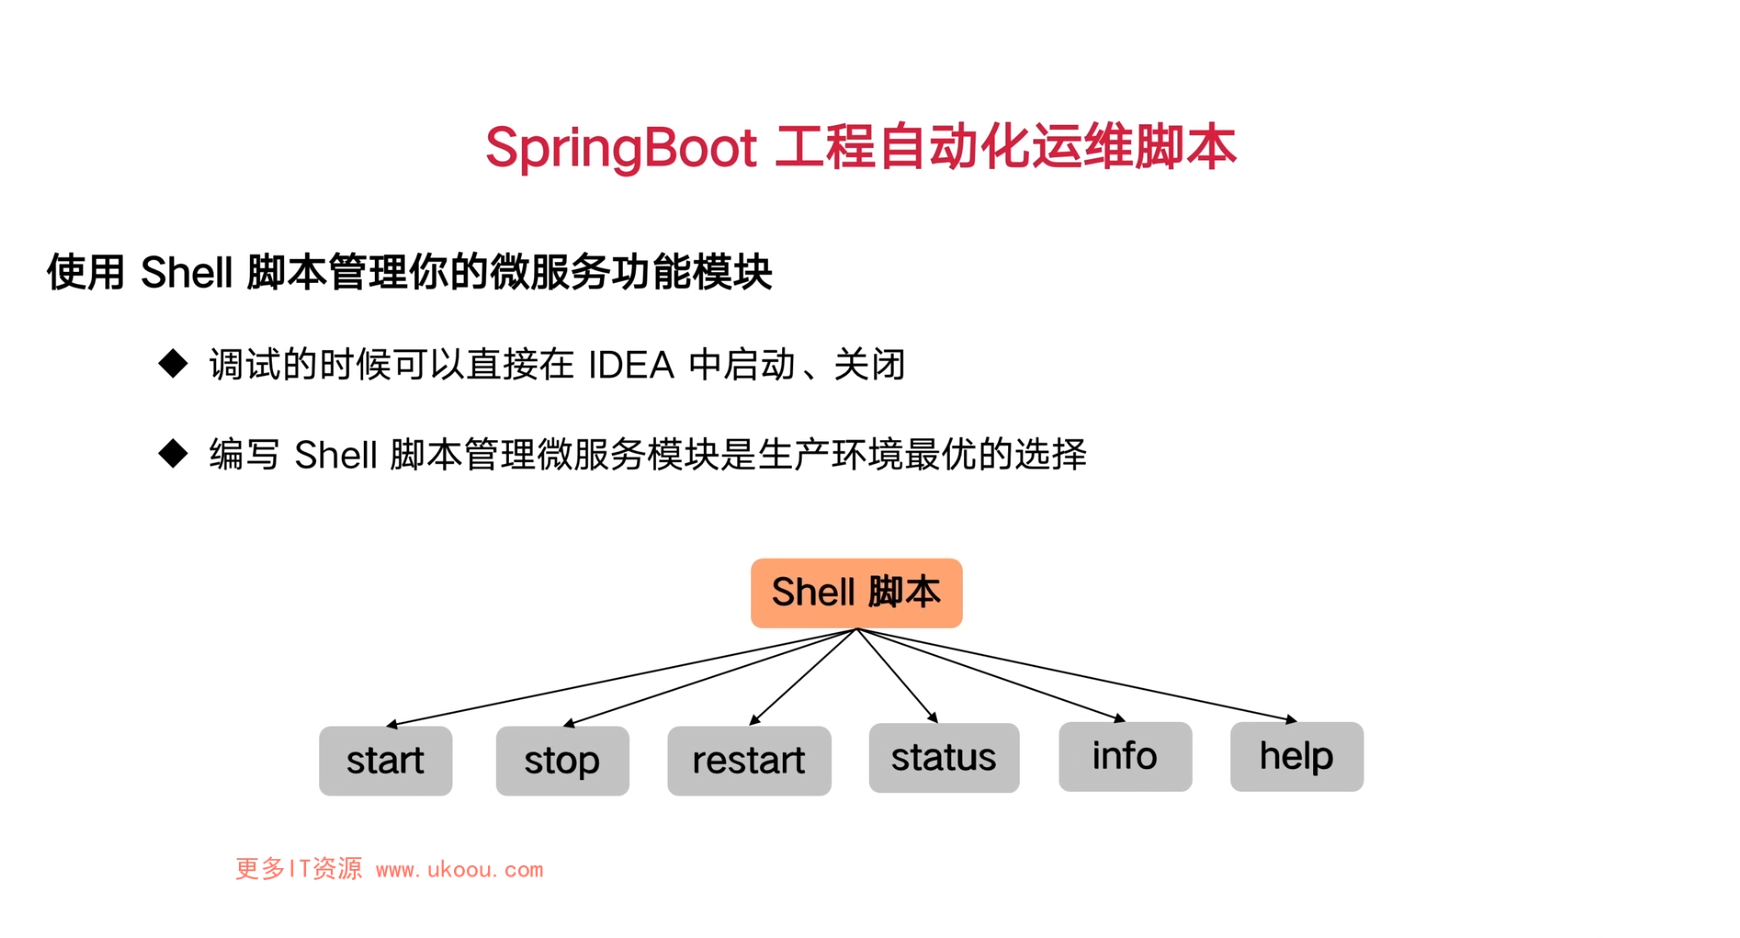 SpringBoot 工程自动化运维脚本
使用 Shell 脚本管理你的微服务功能模块
◆ 调试的时候可以直接在 IDEA 中启动、关闭
◆ 编写 Shell 脚本管理微服务模块是生产环境最优的选择
Shell 脚本
start stop restart status info help
更多IT资源 www.ukoou.com